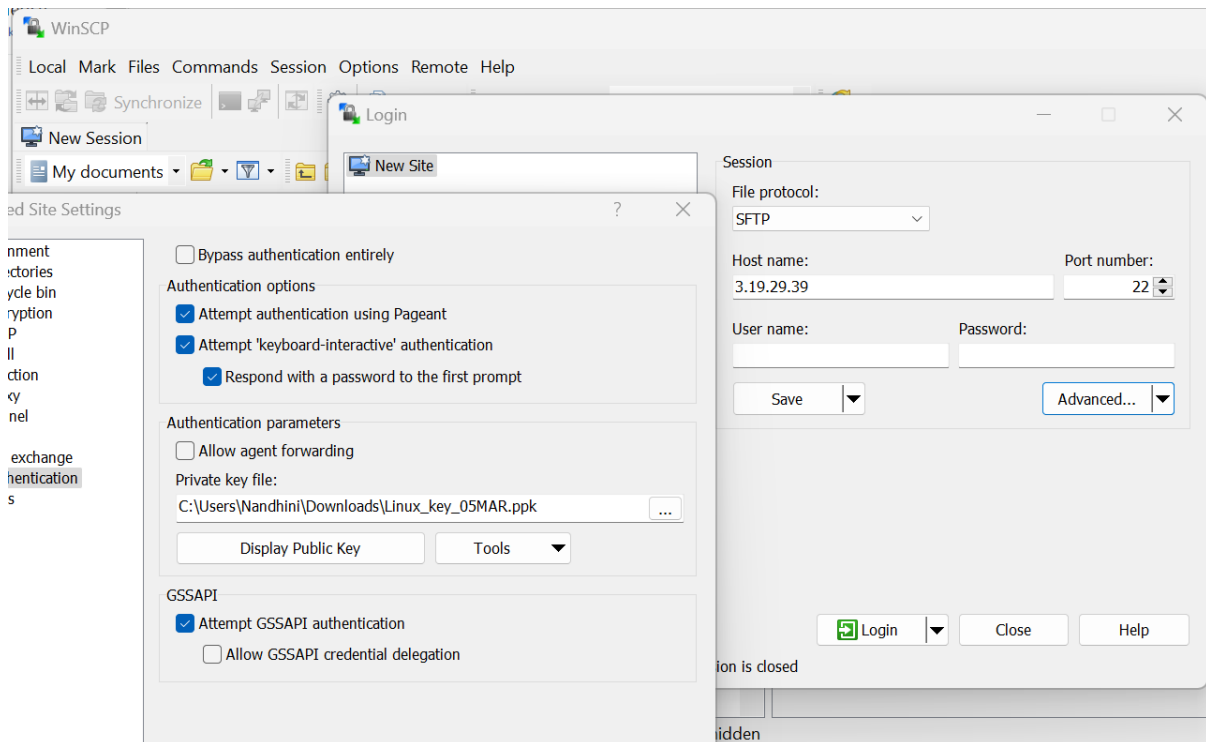 WinSCP
Local Mark Files Commands Session Options Remote Help
Synchronize
New Session
My documents
Login
New Site
Session
File protocol:
SFTP
Host name: Port number:
3.19.29.39 22
User name: Password:
Save Advanced...
Login Close Help
ion is closed
ed Site Settings
nment
ectories
ycle bin
ryption
P
ll
ction
xy
nel
exchange
hentication
s
Bypass authentication entirely
Authentication options
Attempt authentication using Pageant
Attempt 'keyboard-interactive' authentication
Respond with a password to the first prompt
Authentication parameters
Allow agent forwarding
Private key file:
C:\Users\Nandhini\Downloads\Linux_key_05MAR.ppk
...
Display Public Key Tools
GSSAPI
Attempt GSSAPI authentication
Allow GSSAPI credential delegation
hidden